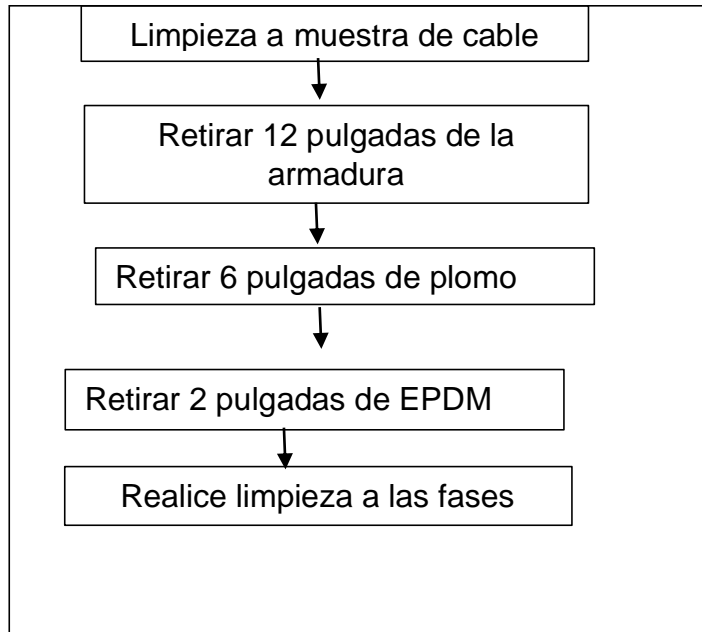 Limpieza a muestra de cable
Retirar 12 pulgadas de la
armadura
Retirar 6 pulgadas de plomo
Retirar 2 pulgadas de EPDM
Realice limpieza a las fases